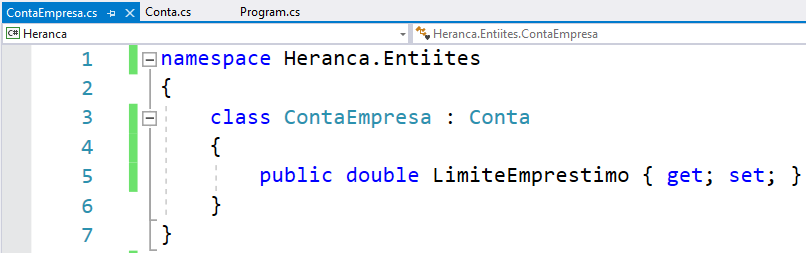 ContaEmpresa.cs Conta.cs Program.cs
C# Heranca Heranca.Entiites.ContaEmpresa
1 namespace Heranca.Entiites
2 {
3 class ContaEmpresa : Conta
4 {
5 public double LimiteEmprestimo { get; set; }
6 }
7 }